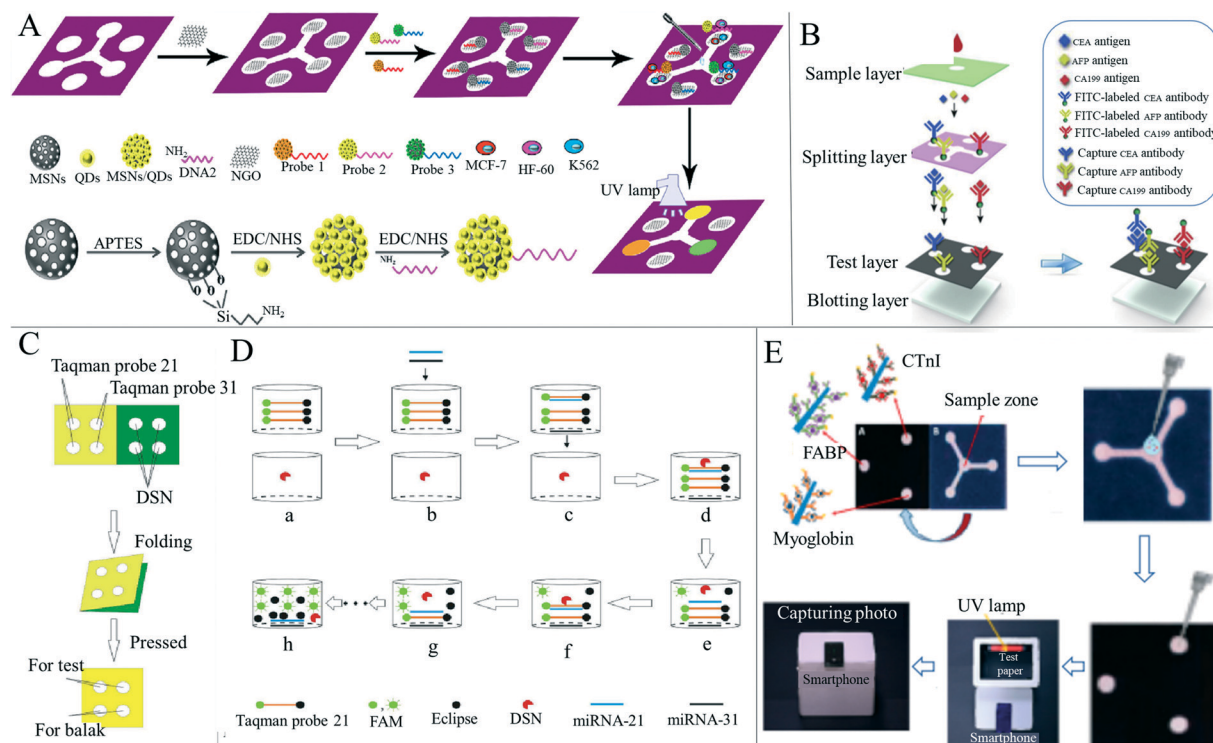 A
MSNs
QDs
MSNs/QDs
NH₂
DNA2
NGO
Probe 1
Probe 2
Probe 3
MCF-7
HF-60
K562
UV lamp
APTES
EDC/NHS
EDC/NHS
NH₂
Si
NH₂
B
Sample layer
Splitting layer
Test layer
Blotting layer
CEA antigen
AFP antigen
CA199 antigen
FITC-labeled CEA antibody
FITC-labeled AFP antibody
FITC-labeled CA199 antibody
Capture CEA antibody
Capture AFP antibody
Capture CA199 antibody
C
Taqman probe 21
Taqman probe 31
DSN
Folding
Pressed
For test
For balak
D
a
b
c
d
h
g
f
e
Taqman probe 21
FAM
Eclipse
DSN
miRNA-21
miRNA-31
E
CTnI
Sample zone
FABP
A
B
Myoglobin
Capturing photo
Smartphone
UV lamp
Test
paper
Smartphone